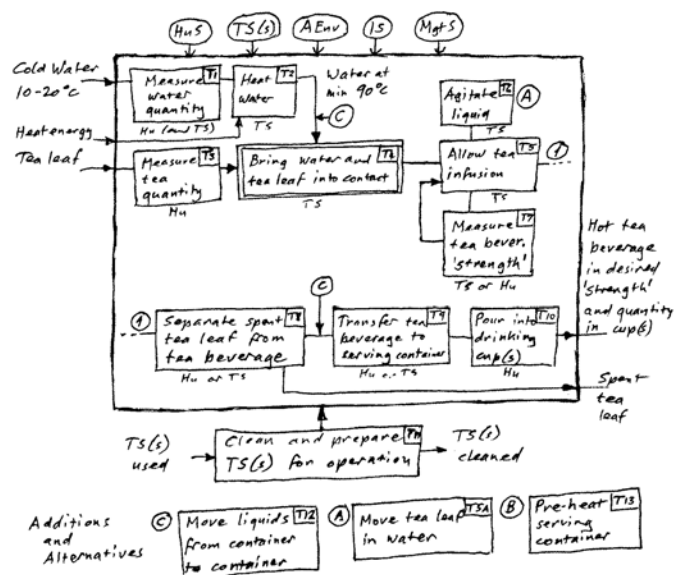 HuS TS(s) AEnv IS MgtS
Cold Water
10-20°C
Measure T1
water
quantity
Hu (and TS)
Heat T2
Water
TS
Water at
min 90°C
C
Agitate T6
liquid
TS
A
Heat energy
Tea leaf
Measure T3
tea
quantity
Hu
Bring Water and T4
tea leaf into contact
TS
Allow tea T5
infusion
TS
1
Measure T7
tea bever.
'strength'
TS or Hu
Hot tea
beverage
in desired
'strength'
and quantity
in cup(s)
1
Separate spent T8
tea leaf from
tea beverage
Hu or TS
C
Transfer tea T9
beverage to
serving container
Hu or TS
Pour into T10
drinking
cup(s)
Hu
Spent
tea
leaf
TS(s)
used
Clean and prepare T11
TS(s) for operation
TS(s)
cleaned
Additions
and
Alternatives
C
Move liquids T12
from container
to container
A
Move tea leaf T5A
in water
B
Pre-heat T13
serving
container